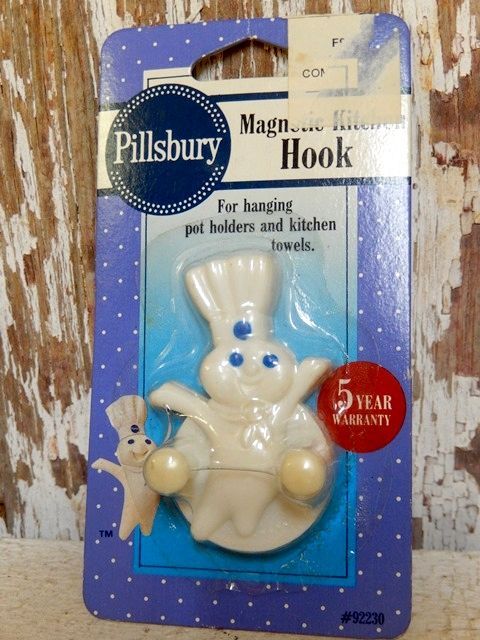 Pillsbury
Magnetic Kitchen
Hook
For hanging
pot holders and kitchen
towels.
5 YEAR
WARRANTY
TM
#92230